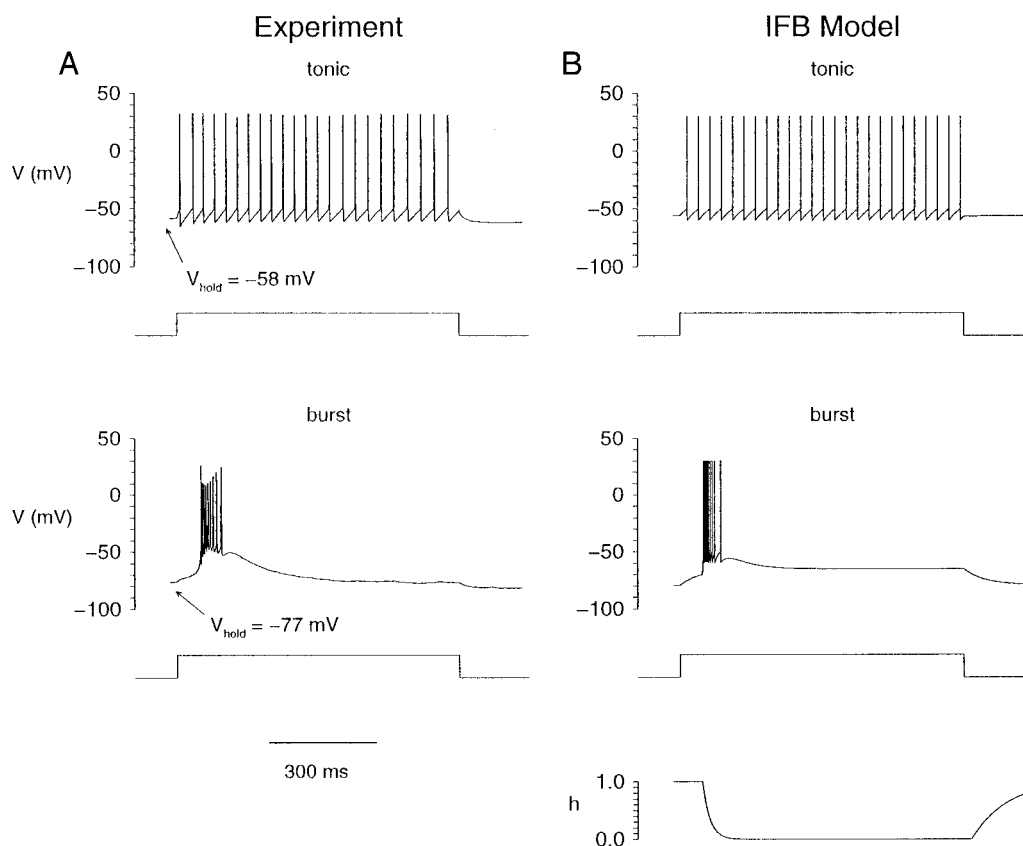 Experiment
IFB Model
A
B
tonic
tonic
50
0
−50
−100
V (mV)
V_hold = −58 mV
50
0
−50
−100
burst
burst
50
0
−50
−100
V (mV)
V_hold = −77 mV
50
0
−50
−100
300 ms
h
1.0
0.0